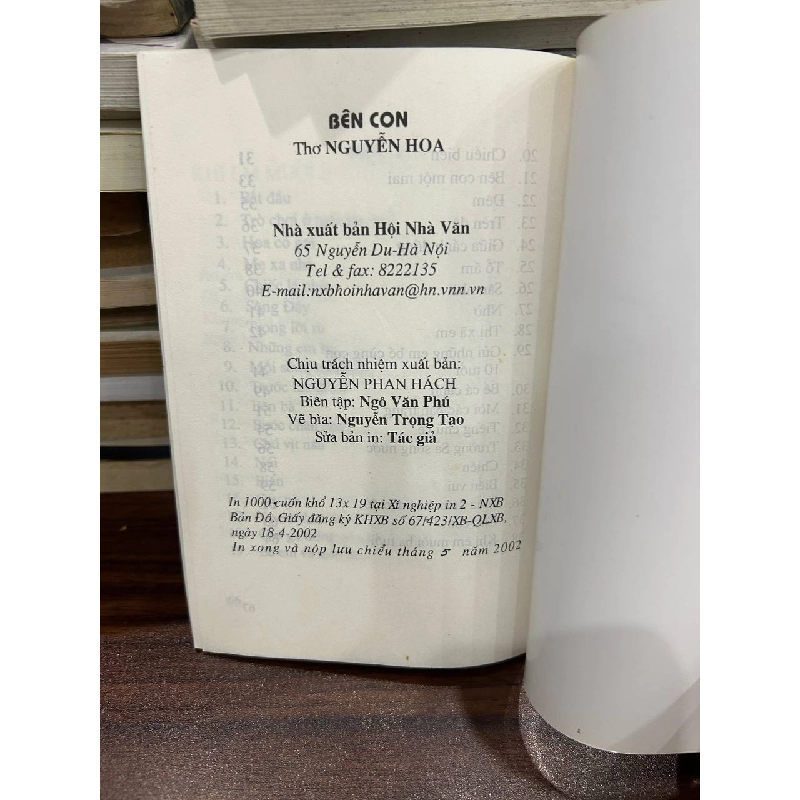 BÊN CON
Thơ NGUYỄN HOA
Nhà xuất bản Hội Nhà Văn
65 Nguyễn Du-Hà Nội
Tel & fax: 8222135
E-mail:nxbhoinhavan@hn.vnn.vn
Chịu trách nhiệm xuất bản:
NGUYỄN PHAN HÁCH
Biên tập: Ngô Văn Phú
Vẽ bìa: Nguyễn Trọng Tạo
Sửa bản in: Tác giả
In 1000 cuốn khổ 13x 19 tại Xí nghiệp in 2 - NXB
Bản Đồ. Giấy đăng ký KHXB số 67/423/XB-QLXB,
ngày 18-4-2002
In xong và nộp lưu chiểu tháng 5 năm 2002